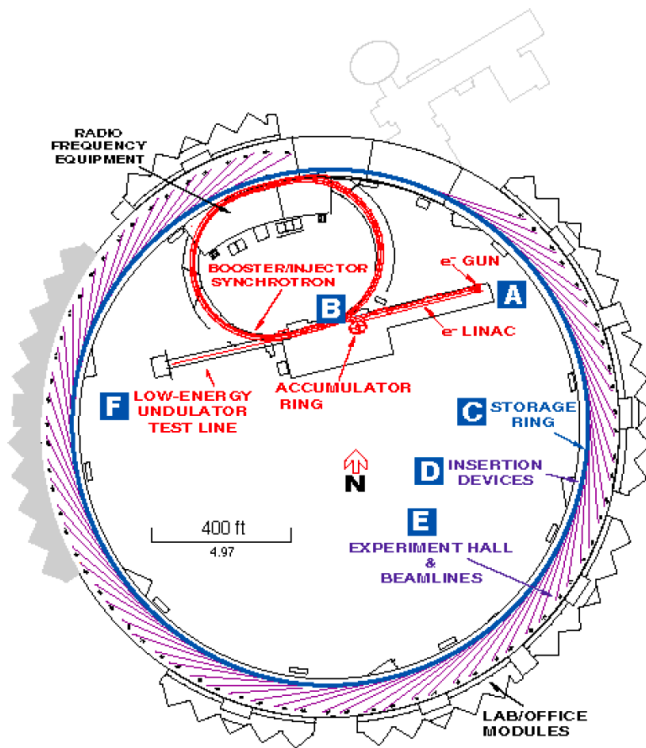 RADIO
FREQUENCY
EQUIPMENT
BOOSTER/INJECTOR
SYNCHROTRON
e⁻ GUN
A
B
e⁻ LINAC
F
LOW-ENERGY
UNDULATOR
TEST LINE
ACCUMULATOR
RING
C
STORAGE
RING
D
INSERTION
DEVICES
N
400 ft
4.97
E
EXPERIMENT HALL
&
BEAMLINES
LAB/OFFICE
MODULES